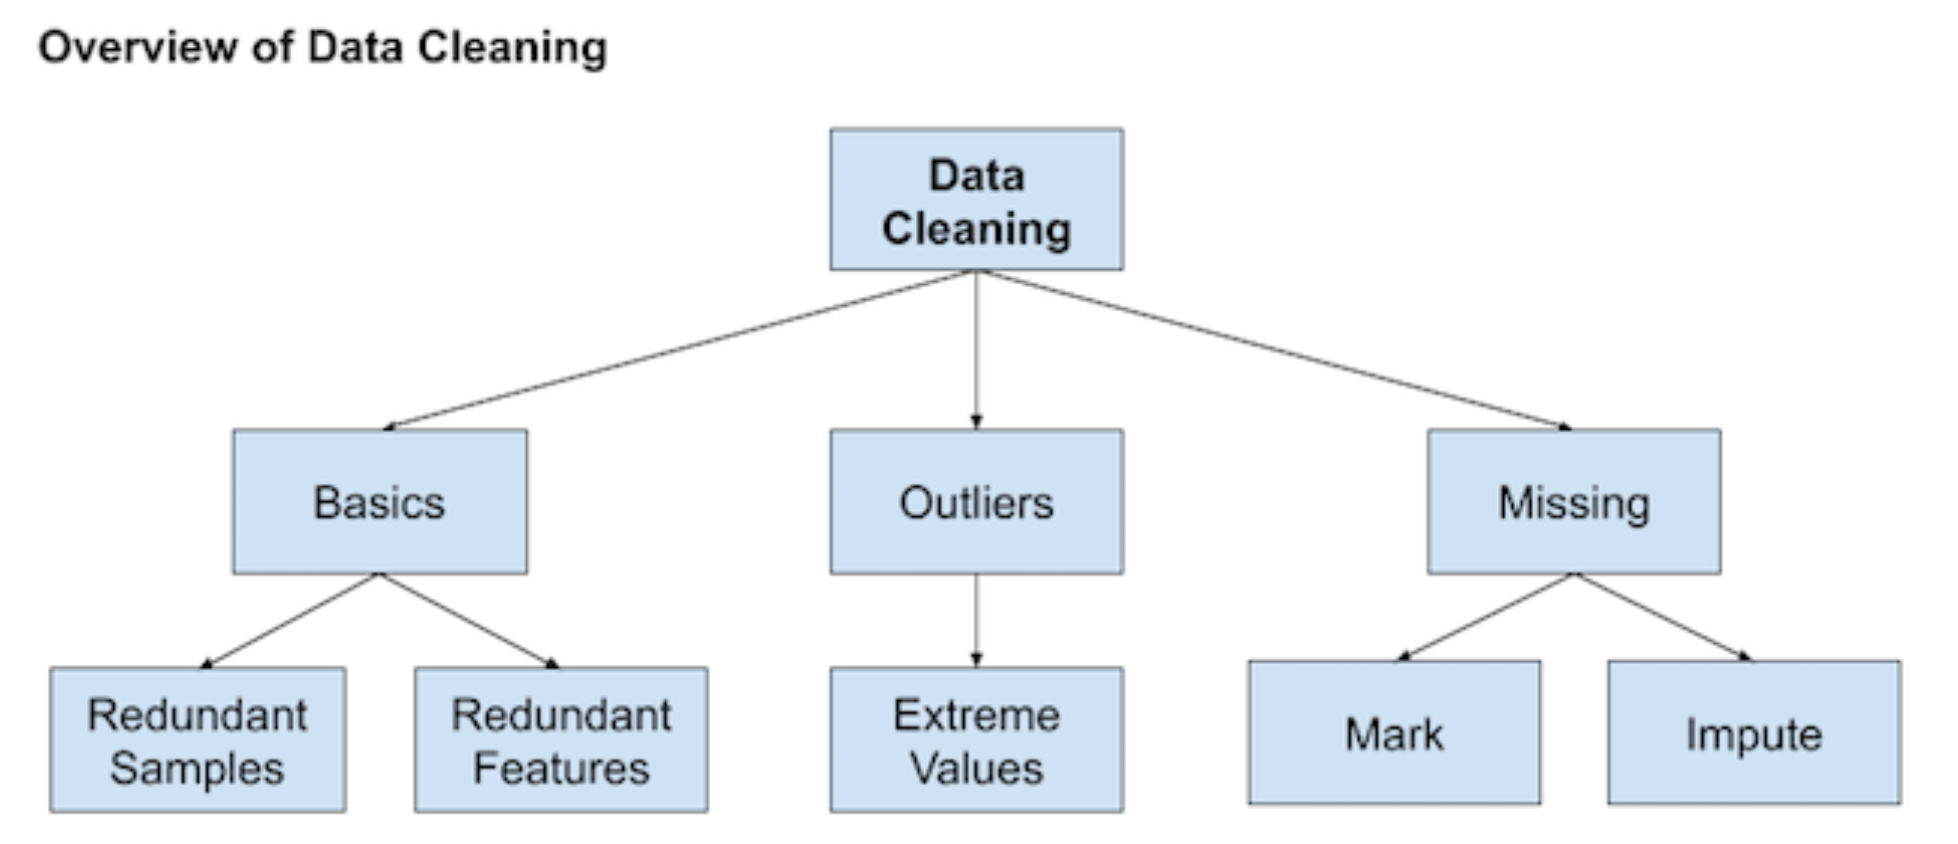 Overview of Data Cleaning
Data
Cleaning
Basics
Outliers
Missing
Redundant
Samples
Redundant
Features
Extreme
Values
Mark
Impute